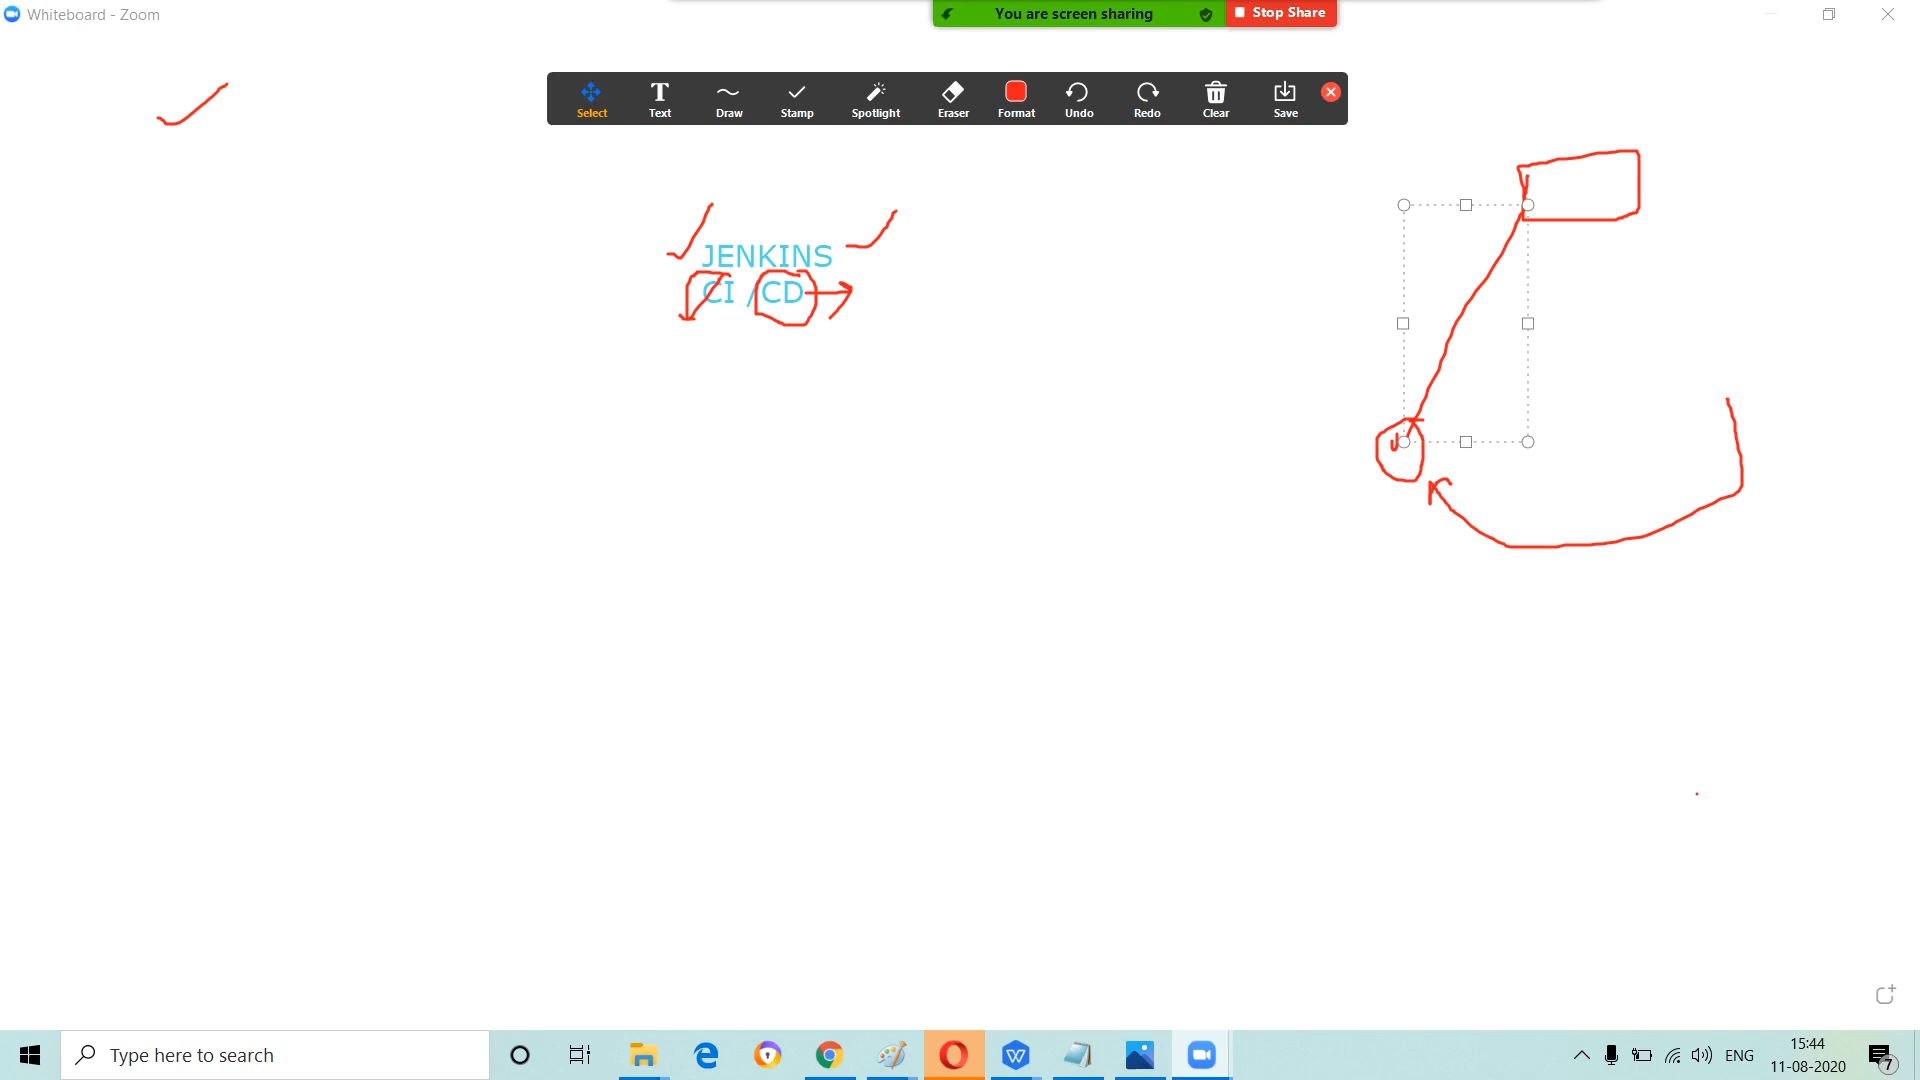 Whiteboard - Zoom
You are screen sharing
Stop Share
Select Text Draw Stamp Spotlight Eraser Format Undo Redo Clear Save
JENKINS
CI /CD
Type here to search
ENG
15:44
11-08-2020
7